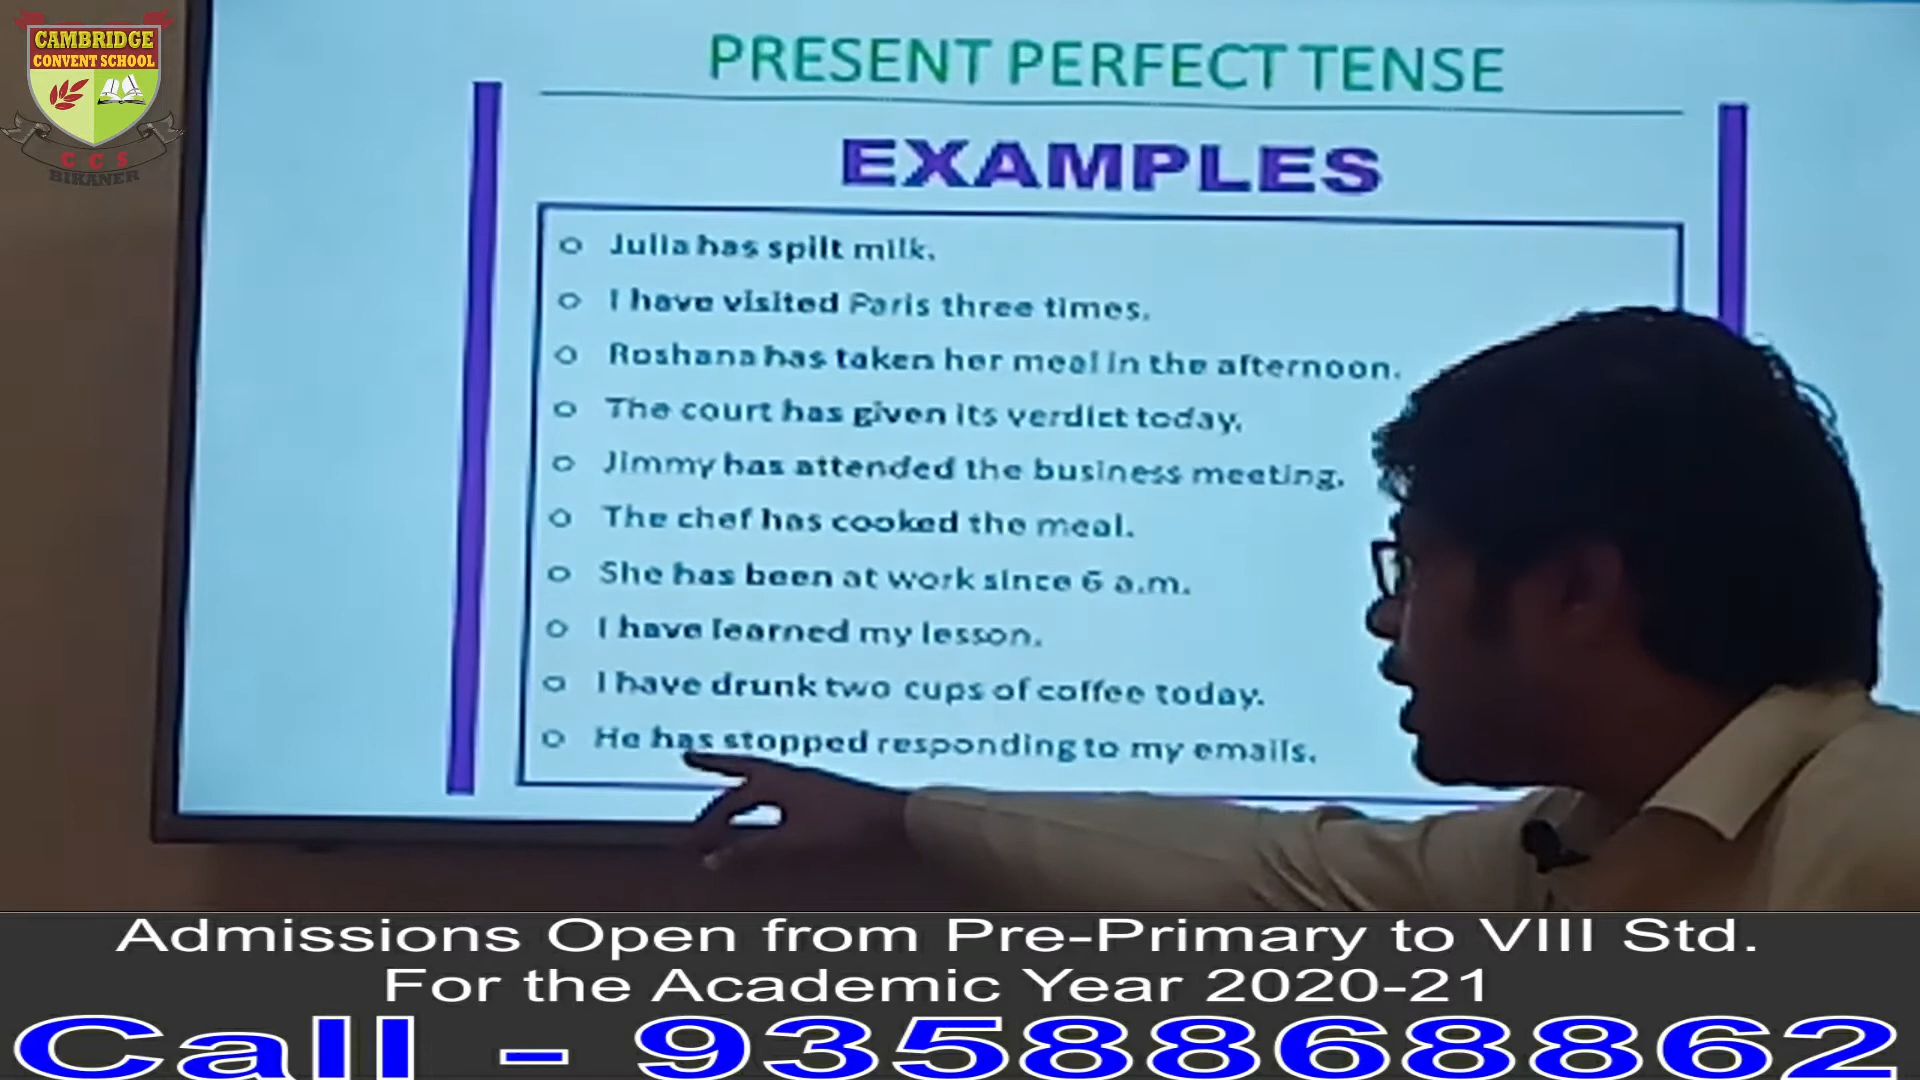 CAMBRIDGE
CONVENT SCHOOL
C C S
BIKANER
PRESENT PERFECT TENSE
EXAMPLES
Julia has spilt milk.
I have visited Paris three times.
Roshana has taken her meal in the afternoon.
The court has given its verdict today.
Jimmy has attended the business meeting.
The chef has cooked the meal.
She has been at work since 6 a.m.
I have learned my lesson.
I have drunk two cups of coffee today.
He has stopped responding to my emails.
Admissions Open from Pre-Primary to VIII Std.
For the Academic Year 2020-21
Call - 9358868862